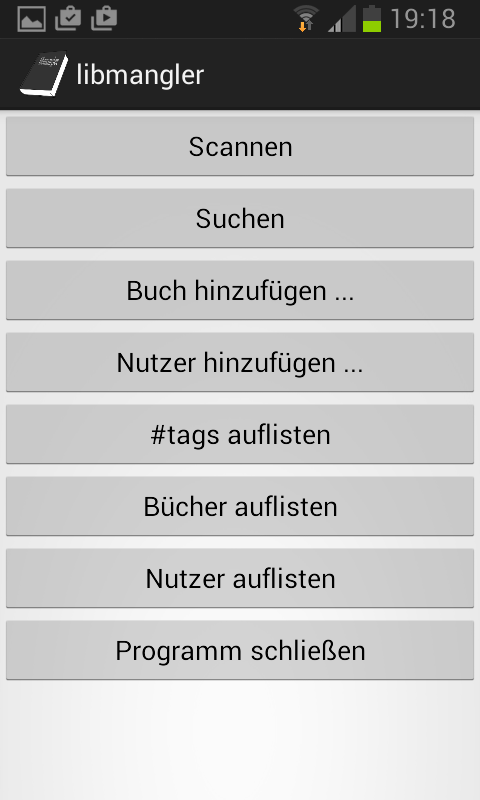 19:18
libmangler
Scannen
Suchen
Buch hinzufügen ...
Nutzer hinzufügen ...
#tags auflisten
Bücher auflisten
Nutzer auflisten
Programm schließen